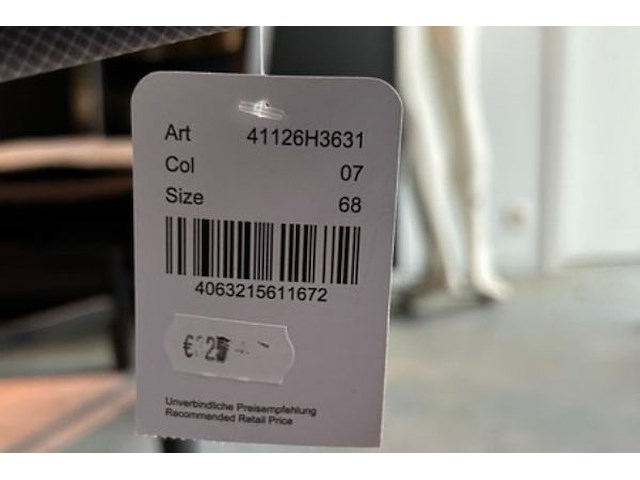 Art 41126H3631
Col 07
Size 68
4063215611672
Unverbindliche Preisempfehlung
Recommended Retail Price